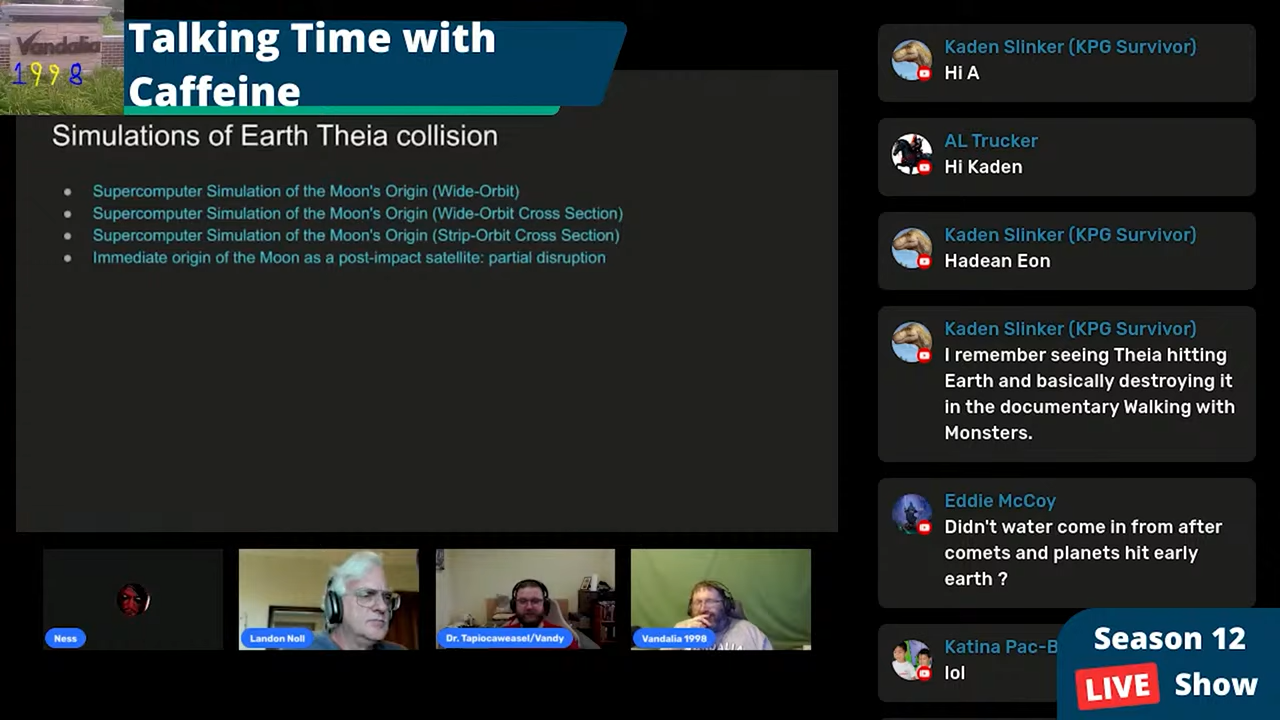 Vandalia
1998
Talking Time with
Caffeine
Simulations of Earth Theia collision
Supercomputer Simulation of the Moon's Origin (Wide-Orbit)
Supercomputer Simulation of the Moon's Origin (Wide-Orbit Cross Section)
Supercomputer Simulation of the Moon's Origin (Strip-Orbit Cross Section)
Immediate origin of the Moon as a post-impact satellite: partial disruption
Ness
Landon Noll
Dr. Tapiocaweasel/Vandy
Vandalia 1998
Kaden Slinker (KPG Survivor)
Hi A
AL Trucker
Hi Kaden
Kaden Slinker (KPG Survivor)
Hadean Eon
Kaden Slinker (KPG Survivor)
I remember seeing Theia hitting
Earth and basically destroying it
in the documentary Walking with
Monsters.
Eddie McCoy
Didn't water come in from after
comets and planets hit early
earth ?
Katina Pac-B
lol
Season 12
LIVE Show